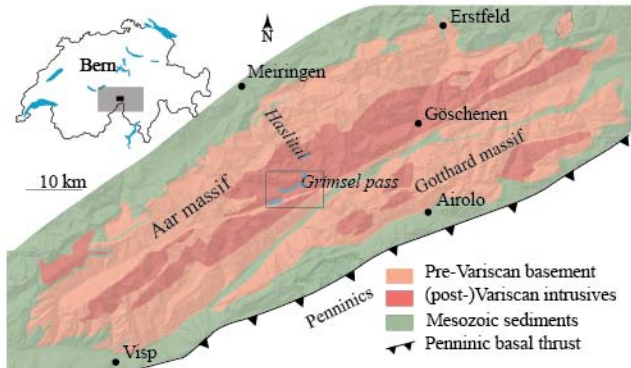 Erstfeld
N
Bern
Meiringen
Haslital
Göschenen
10 km
Aar massif
Grimsel pass
Gotthard massif
Airolo
Penninics
Visp
Pre-Variscan basement
(post-)Variscan intrusives
Mesozoic sediments
Penninic basal thrust